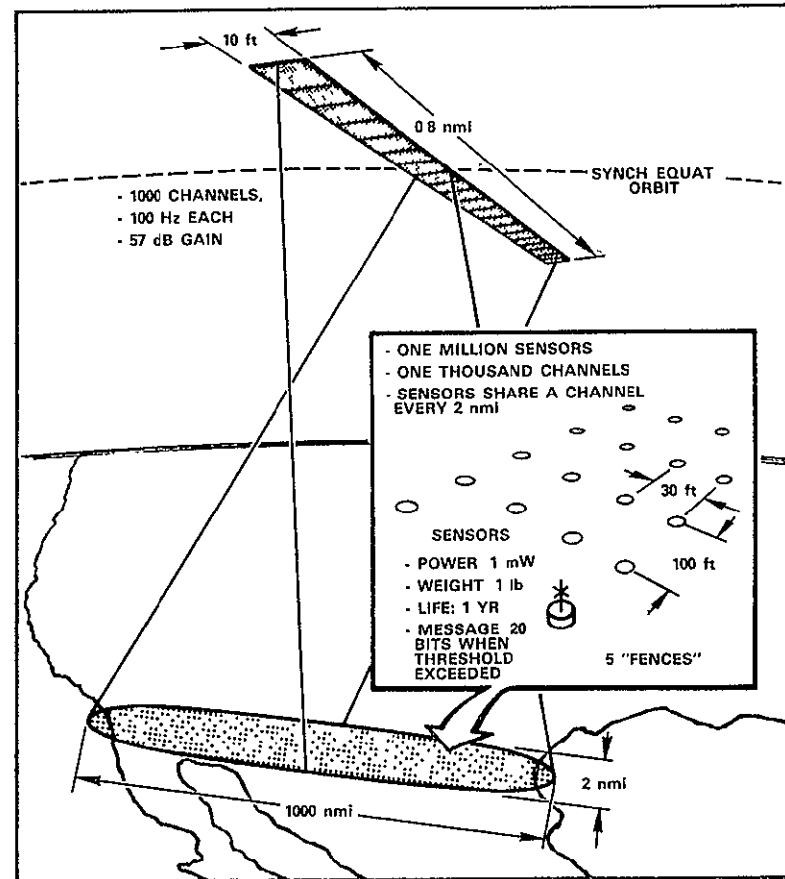 10 ft
0.8 nmi
SYNCH EQUAT
ORBIT
- 1000 CHANNELS,
- 100 Hz EACH
- 57 dB GAIN
- ONE MILLION SENSORS
- ONE THOUSAND CHANNELS
- SENSORS SHARE A CHANNEL
EVERY 2 nmi
30 ft
100 ft
SENSORS
- POWER 1 mW
- WEIGHT 1 lb
- LIFE: 1 YR
- MESSAGE 20
BITS WHEN
THRESHOLD
EXCEEDED
5 "FENCES"
2 nmi
1000 nmi